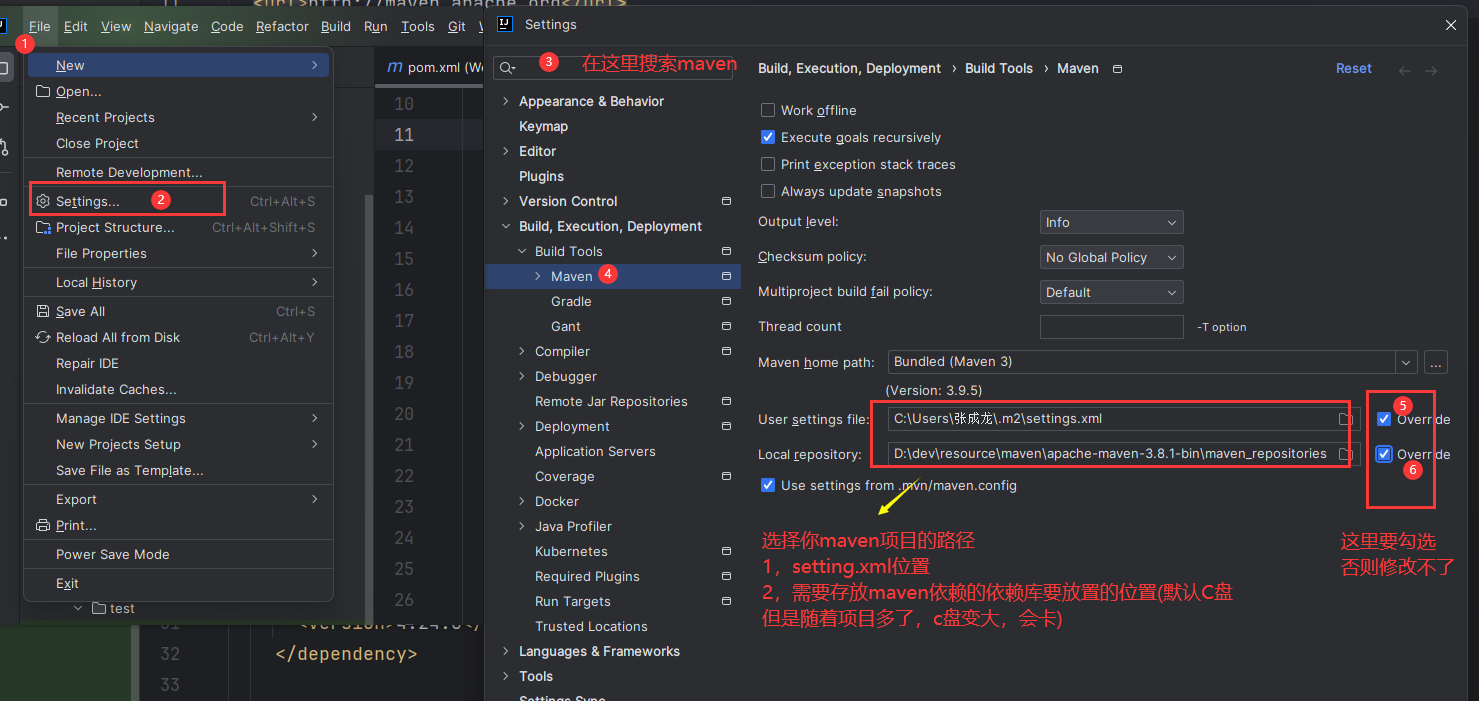 <url>http://maven.apache.org</url>
File Edit View Navigate Code Refactor Build Run Tools Git
1
New
Open...
Recent Projects
Close Project
Remote Development...
Settings... 2 Ctrl+Alt+S
Project Structure... Ctrl+Alt+Shift+S
File Properties
Local History
Save All Ctrl+S
Reload All from Disk Ctrl+Alt+Y
Repair IDE
Invalidate Caches...
Manage IDE Settings
New Projects Setup
Save File as Template...
Export
Print...
Power Save Mode
Exit
test
m pom.xml
10
11
12
13
14
15
16
17
18
19
20
21
22
23
24
25
26
32 </dependency>
33
Settings
3 在这里搜索maven
Appearance & Behavior
Keymap
Editor
Plugins
Version Control
Build, Execution, Deployment
Build Tools
Maven 4
Gradle
Gant
Compiler
Debugger
Remote Jar Repositories
Deployment
Application Servers
Coverage
Docker
Java Profiler
Kubernetes
Required Plugins
Run Targets
Trusted Locations
Languages & Frameworks
Tools
Settings Sync
Build, Execution, Deployment › Build Tools › Maven Reset
Work offline
Execute goals recursively
Print exception stack traces
Always update snapshots
Output level: Info
Checksum policy: No Global Policy
Multiproject build fail policy: Default
Thread count -T option
Maven home path: Bundled (Maven 3) ...
(Version: 3.9.5)
User settings file: C:\Users\张成龙\.m2\settings.xml Override
5
Local repository: D:\dev\resource\maven\apache-maven-3.8.1-bin\maven_repositories Override
6
Use settings from .mvn/maven.config
选择你maven项目的路径
1，setting.xml位置
2，需要存放maven依赖的依赖库要放置的位置(默认C盘
但是随着项目多了，c盘变大，会卡)
这里要勾选
否则修改不了